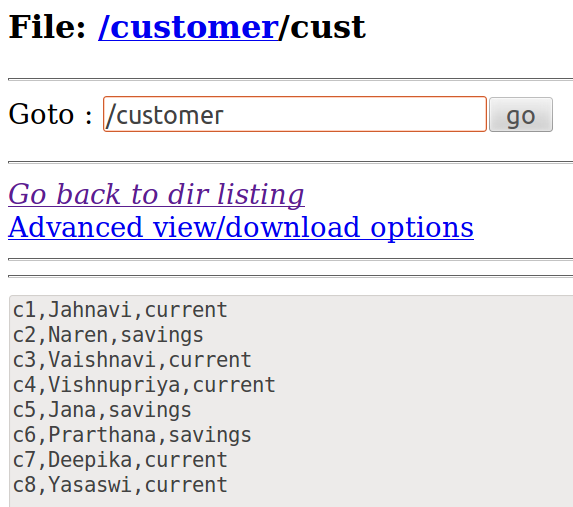 File: /customer/cust
Goto : /customer go
Go back to dir listing
Advanced view/download options
c1,Jahnavi,current
c2,Naren,savings
c3,Vaishnavi,current
c4,Vishnupriya,current
c5,Jana,savings
c6,Prarthana,savings
c7,Deepika,current
c8,Yasaswi,current